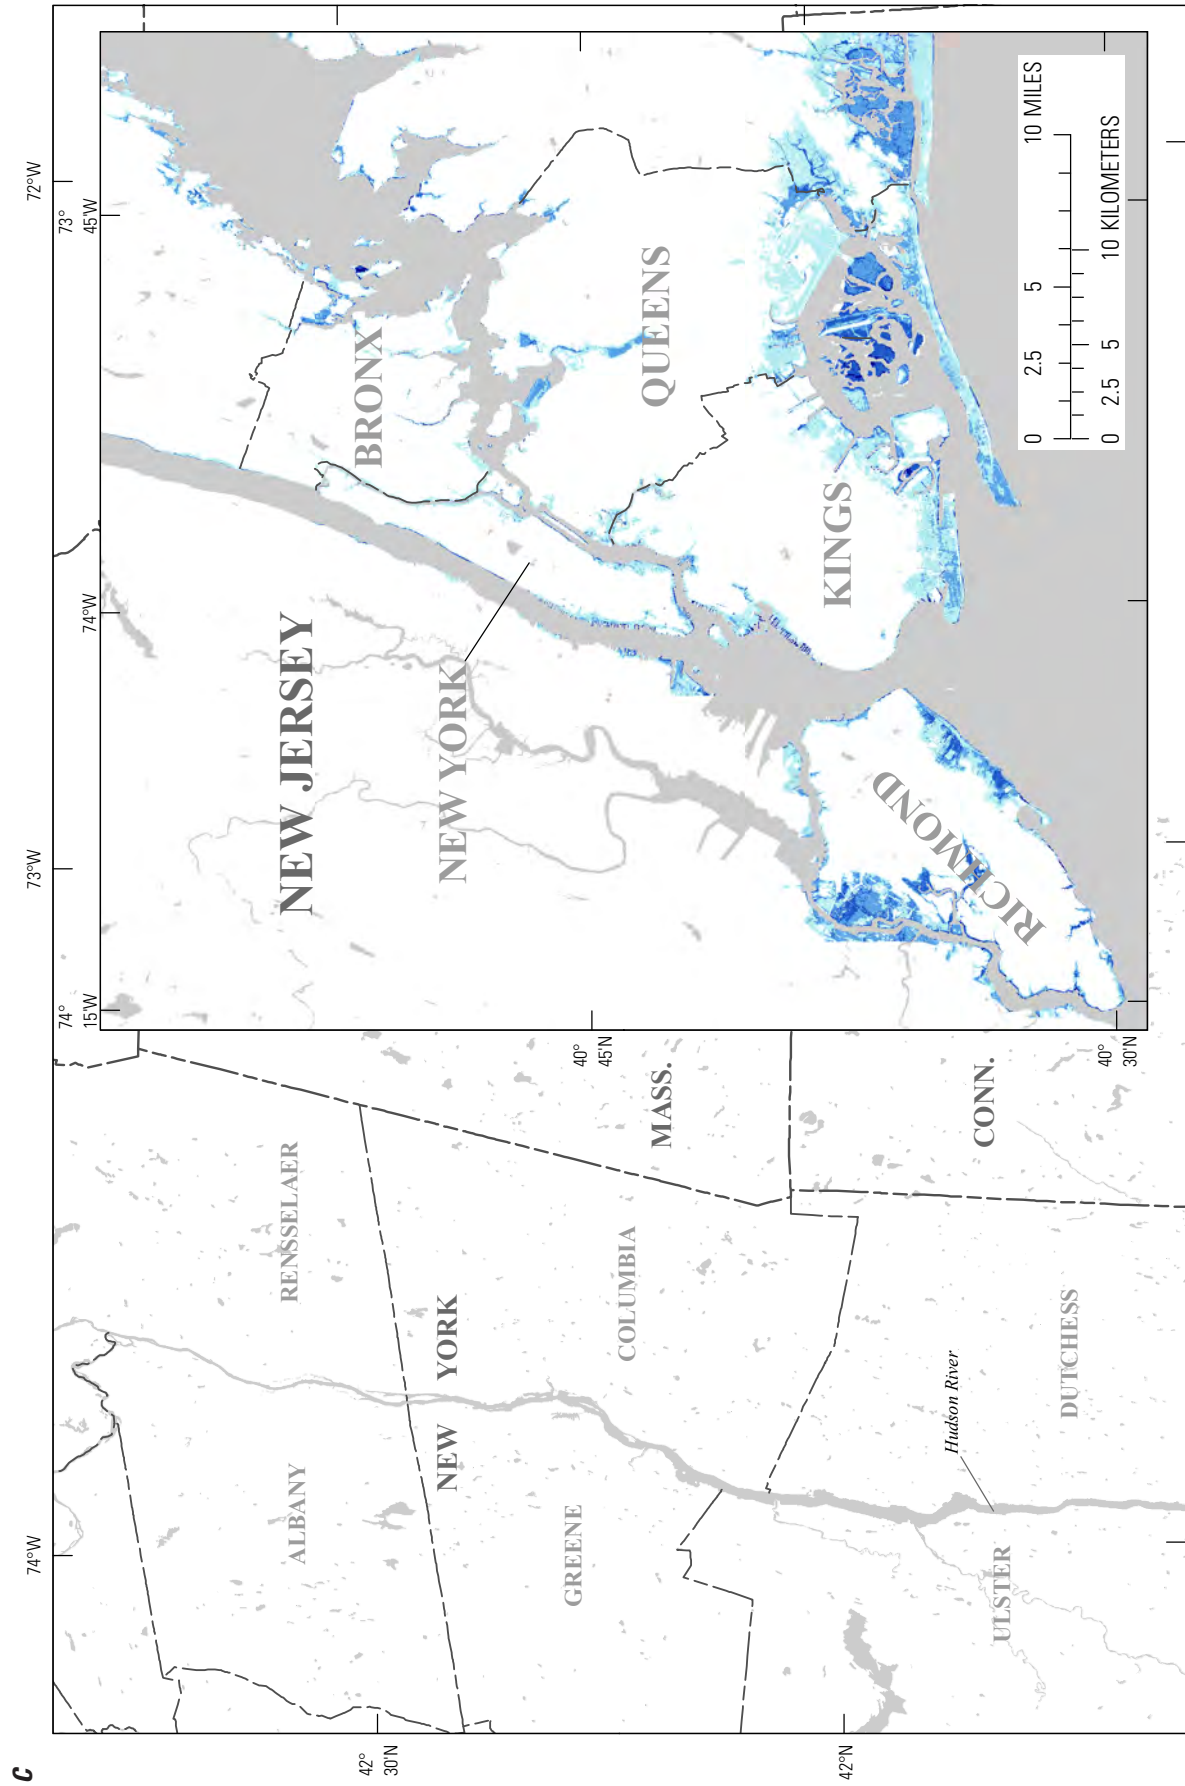 C
74°W
73°W
72°W
42°
30'N
42°N
ALBANY
RENSSELAER
NEW YORK
GREENE
COLUMBIA
MASS.
CONN.
ULSTER
Hudson River
DUTCHESS
74°
15'W
74°W
73°
45'W
40°
45'N
40°
30'N
NEW JERSEY
NEW YORK
BRONX
QUEENS
KINGS
RICHMOND
0 2.5 5 10 MILES
0 2.5 5 10 KILOMETERS